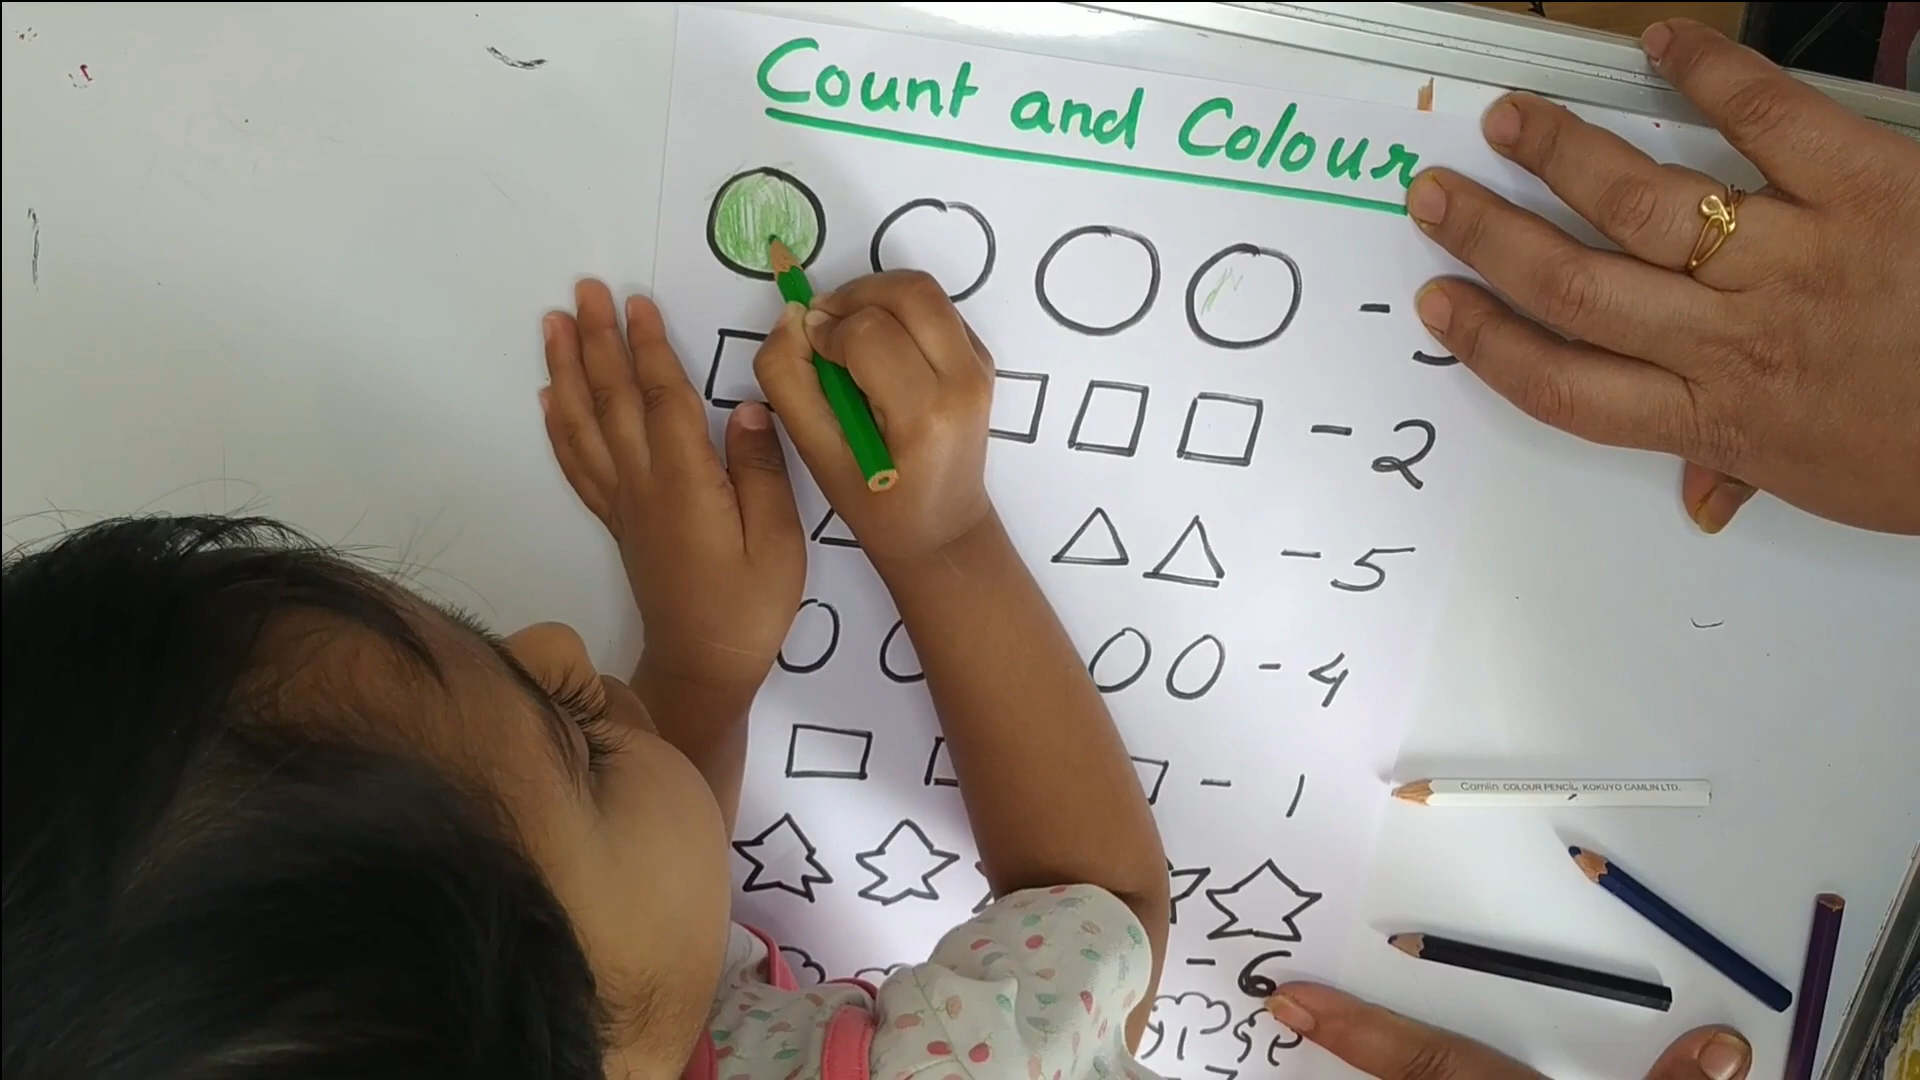 Count and Colour
- 2
- 5
- 4
- 1
- 6
Camlin COLOUR PENCIL KOKUYO CAMLIN LTD.